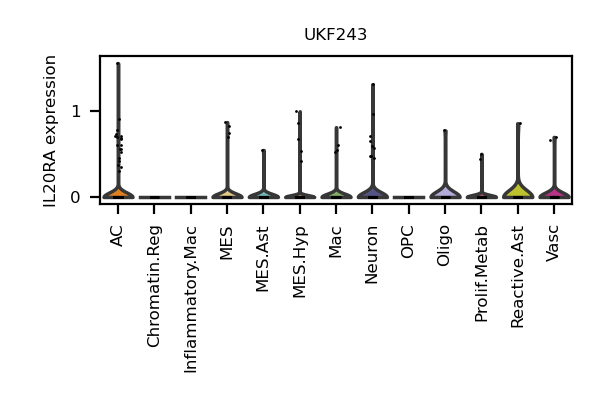 UKF243
IL20RA expression
1
0
AC
Chromatin.Reg
Inflammatory.Mac
MES
MES.Ast
MES.Hyp
Mac
Neuron
OPC
Oligo
Prolif.Metab
Reactive.Ast
Vasc